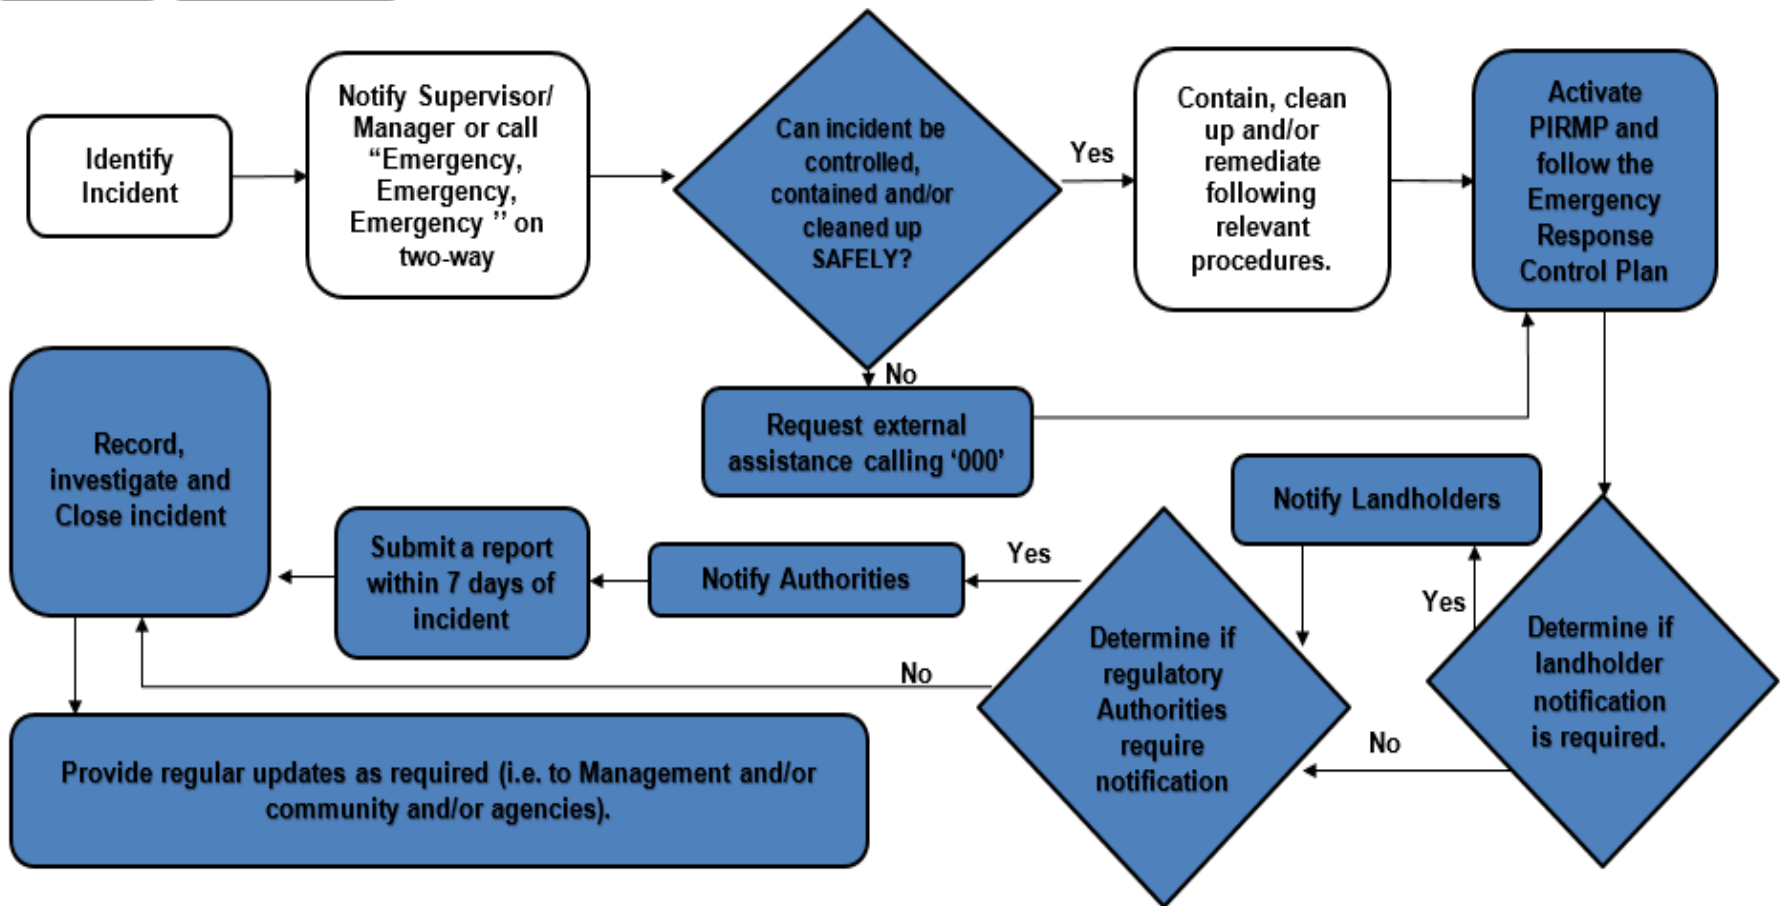 Identify
Incident
Notify Supervisor/
Manager or call
“Emergency,
Emergency,
Emergency ’’ on
two-way
Can incident be
controlled,
contained and/or
cleaned up
SAFELY?
Yes
Contain, clean
up and/or
remediate
following
relevant
procedures.
Activate
PIRMP and
follow the
Emergency
Response
Control Plan
No
Request external
assistance calling ‘000’
Record,
investigate and
Close incident
Submit a report
within 7 days of
incident
Notify Authorities
Yes
Notify Landholders
Yes
Determine if
regulatory
Authorities
require
notification
No
Determine if
landholder
notification
is required.
No
Provide regular updates as required (i.e. to Management and/or
community and/or agencies).